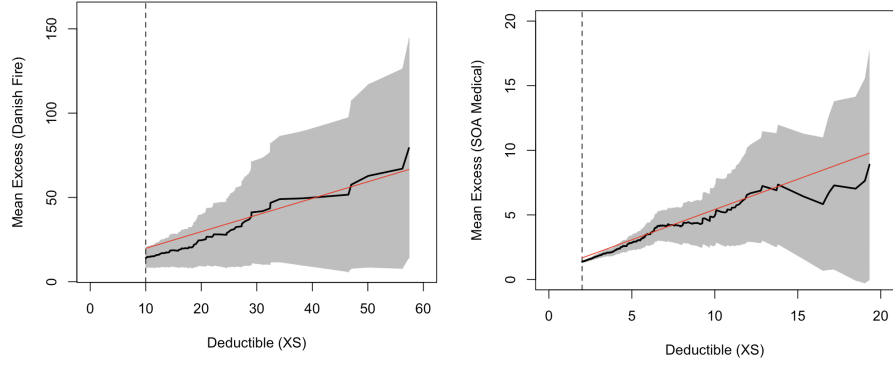 Mean Excess (Danish Fire)
150
100
50
0
0 10 20 30 40 50 60
Deductible (XS)
Mean Excess (SOA Medical)
20
15
10
5
0
0 5 10 15 20
Deductible (XS)